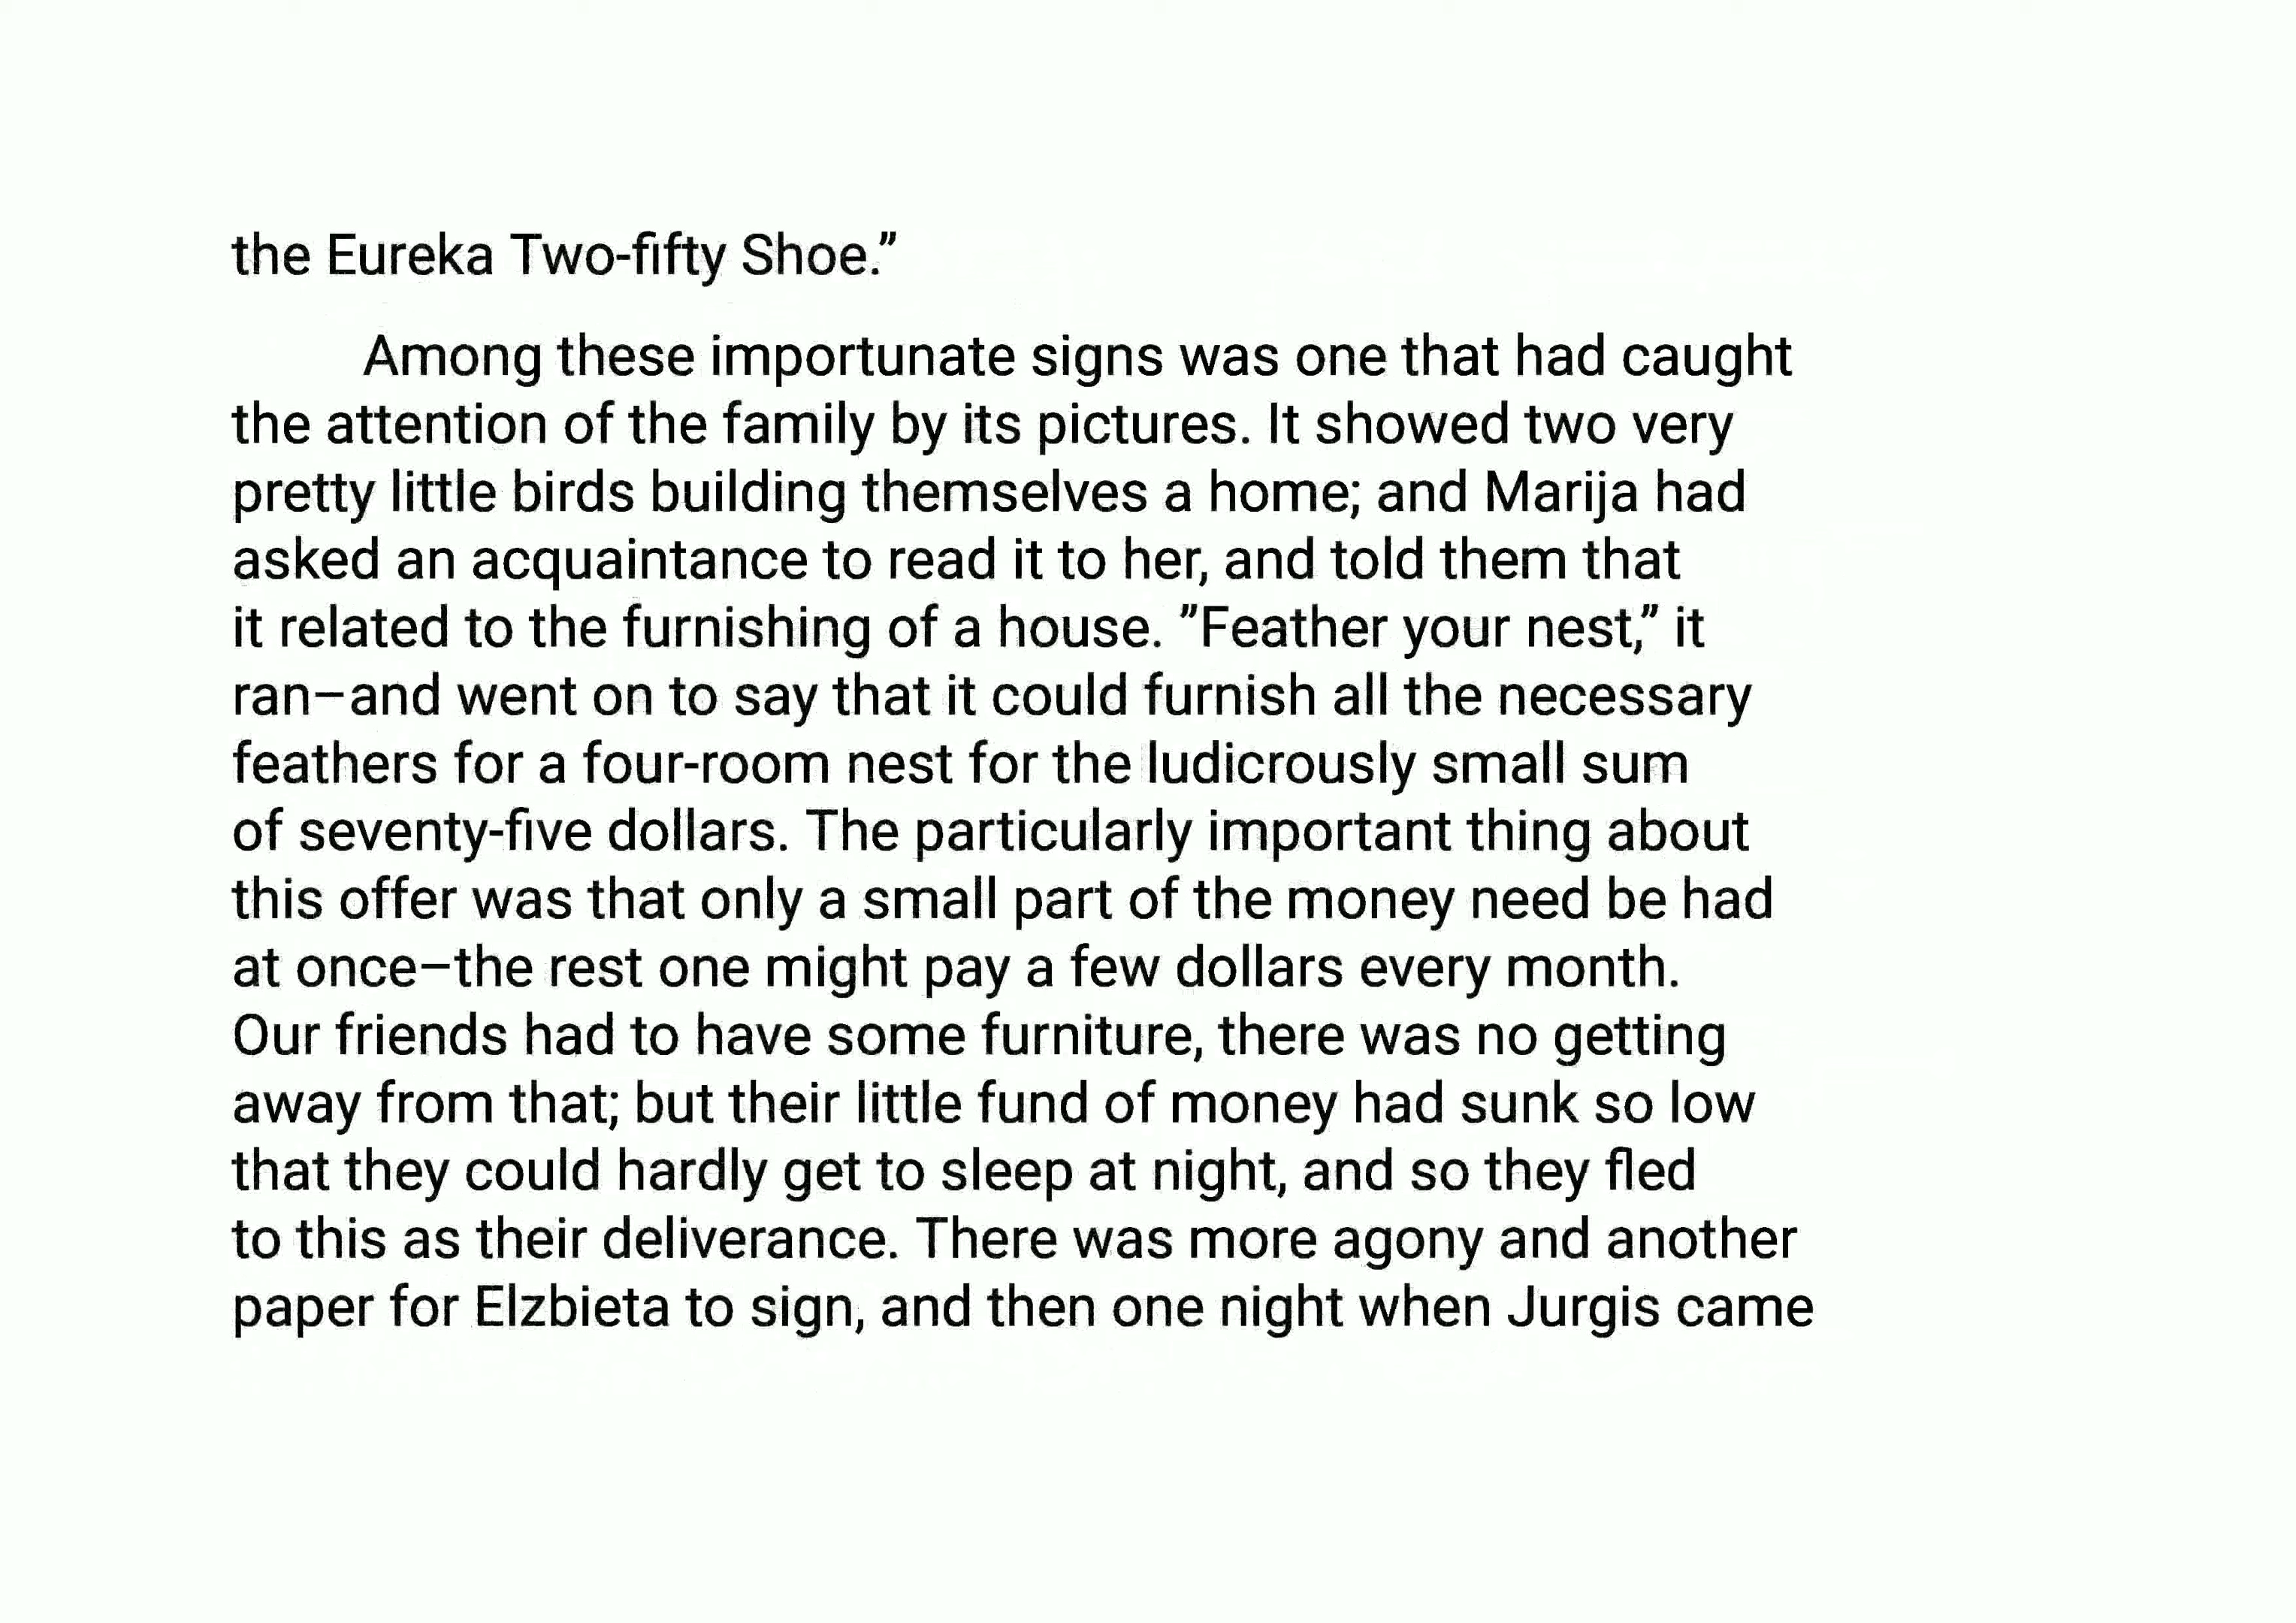 the Eureka Two-fifty Shoe.”
Among these importunate signs was one that had caught
the attention of the family by its pictures. It showed two very
pretty little birds building themselves a home; and Marija had
asked an acquaintance to read it to her, and told them that
it related to the furnishing of a house. ”Feather your nest,” it
ran–and went on to say that it could furnish all the necessary
feathers for a four-room nest for the ludicrously small sum
of seventy-five dollars. The particularly important thing about
this offer was that only a small part of the money need be had
at once–the rest one might pay a few dollars every month.
Our friends had to have some furniture, there was no getting
away from that; but their little fund of money had sunk so low
that they could hardly get to sleep at night, and so they fled
to this as their deliverance. There was more agony and another
paper for Elzbieta to sign, and then one night when Jurgis came